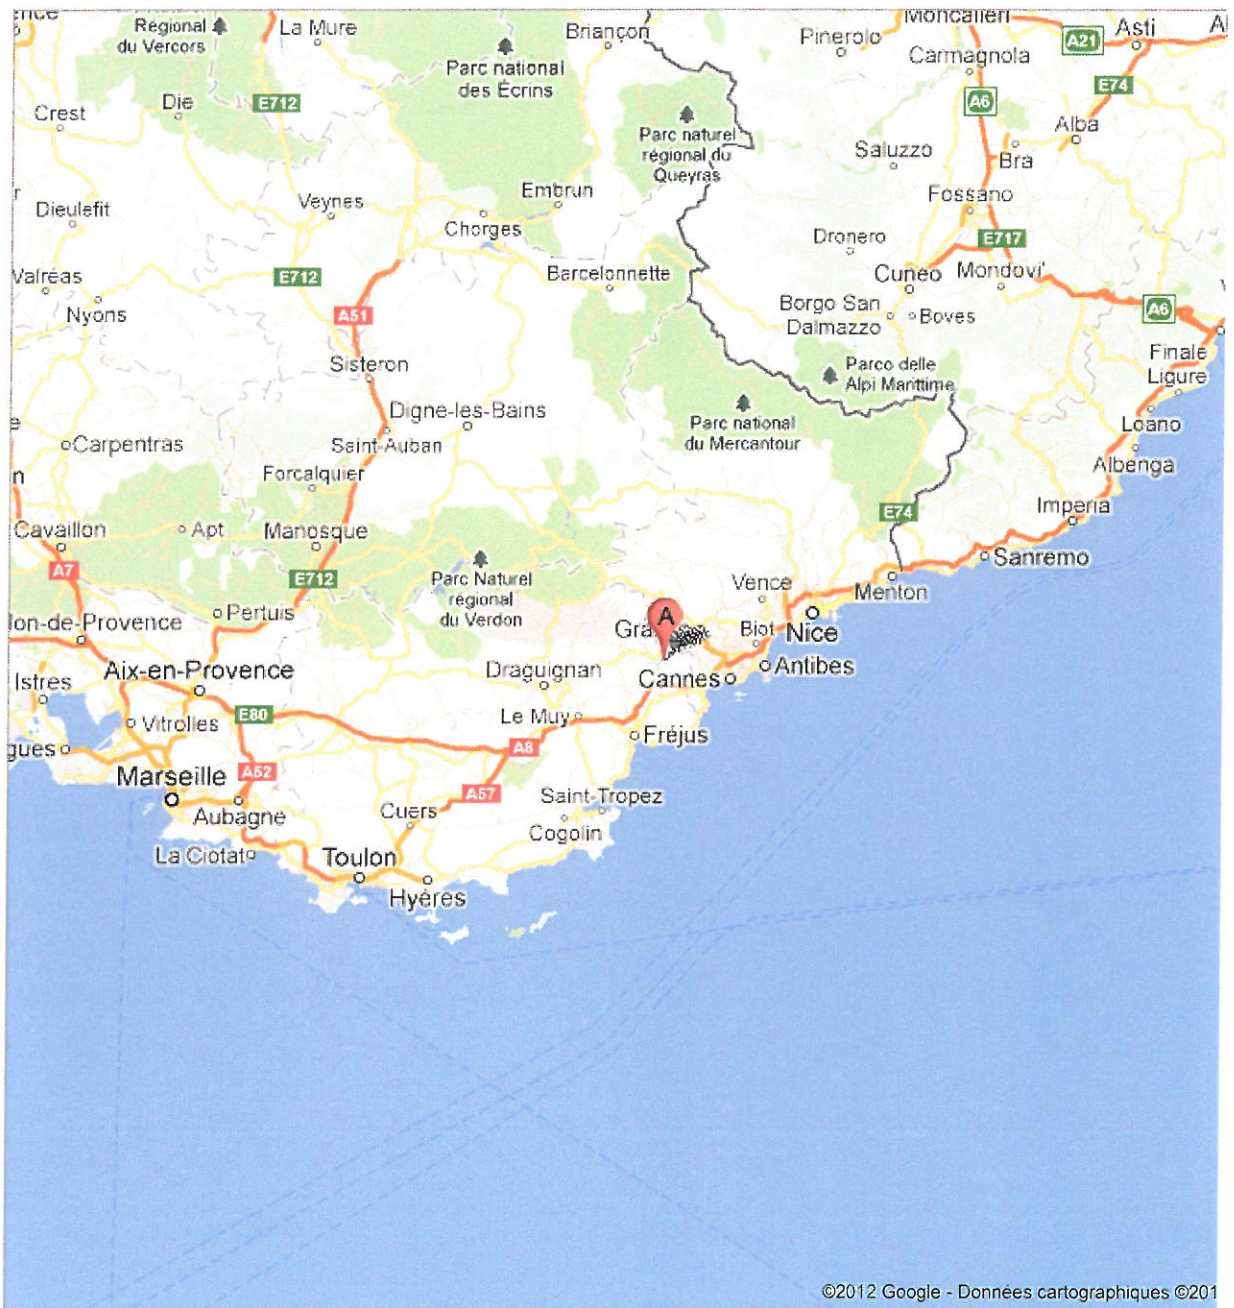 Régional
du Vercors
La Mure
Parc national
des Écrins
Briançon
Pinerolo
Moncalieri
Carmagnola
A21
Asti
E74
A6
Crest
Die
E712
Parc naturel
régional du
Queyras
Saluzzo
Bra
Alba
Dieulefit
Veynes
Embrun
Chorges
Fossano
Dronero
E717
Valréas
Nyons
E712
Barcelonnette
Cuneo
Mondovi'
A51
Borgo San
Dalmazzo
Boves
A6
Sisteron
Finale
Ligure
Parco delle
Alpi Marittime
Digne-les-Bains
Parc national
du Mercantour
Loano
Carpentras
Saint-Auban
Albenga
Forcalquier
E74
Imperia
Cavaillon
Apt
Manosque
Sanremo
A7
E712
Parc Naturel
régional
du Verdon
Vence
Menton
Pertuis
lon-de-Provence
A
Gra
Biot
Nice
Aix-en-Provence
Draguignan
Cannes
Antibes
Istres
Vitrolles
E80
Le Muy
Fréjus
gues
A8
Marseille
A52
A57
Saint-Tropez
Aubagne
Cuers
Cogolin
La Ciotat
Toulon
Hyères
©2012 Google - Données cartographiques ©201